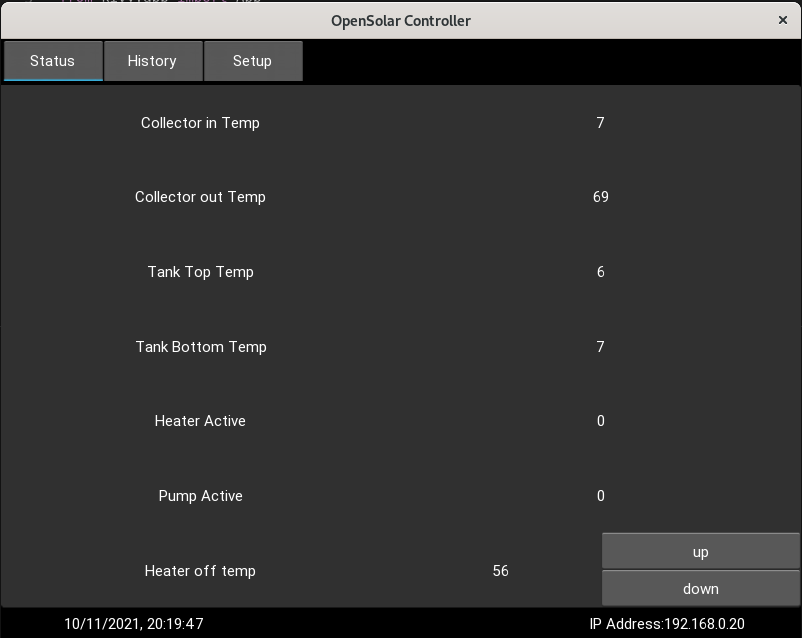 OpenSolar Controller ×
Status History Setup
Collector in Temp 7
Collector out Temp 69
Tank Top Temp 6
Tank Bottom Temp 7
Heater Active 0
Pump Active 0
up
Heater off temp 56
down
10/11/2021, 20:19:47 IP Address:192.168.0.20